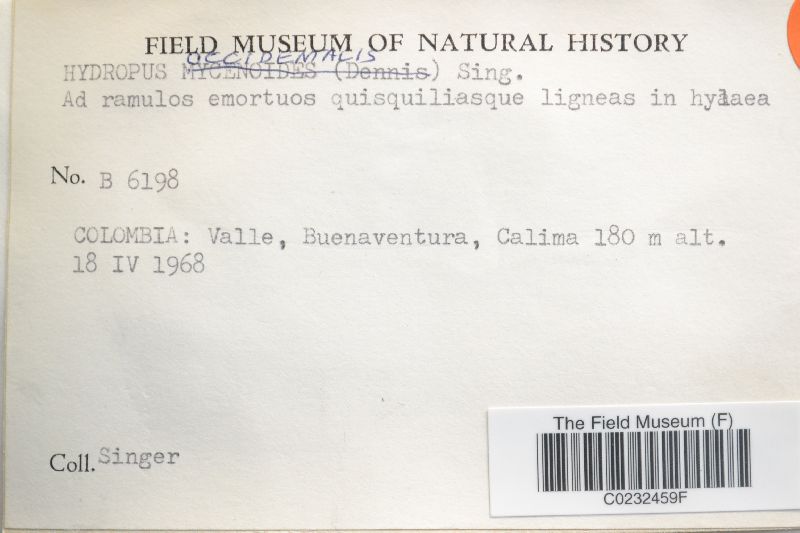 FIELD MUSEUM OF NATURAL HISTORY
OCCIDENTALIS
HYDROPUS MYCENOIDES (Dennis) Sing.
Ad ramulos emortuos quisquiliasque ligneas in hylaea
No. B 6198
COLOMBIA: Valle, Buenaventura, Calima 180 m alt.
18 IV 1968
Coll. Singer
The Field Museum (F)
C0232459F